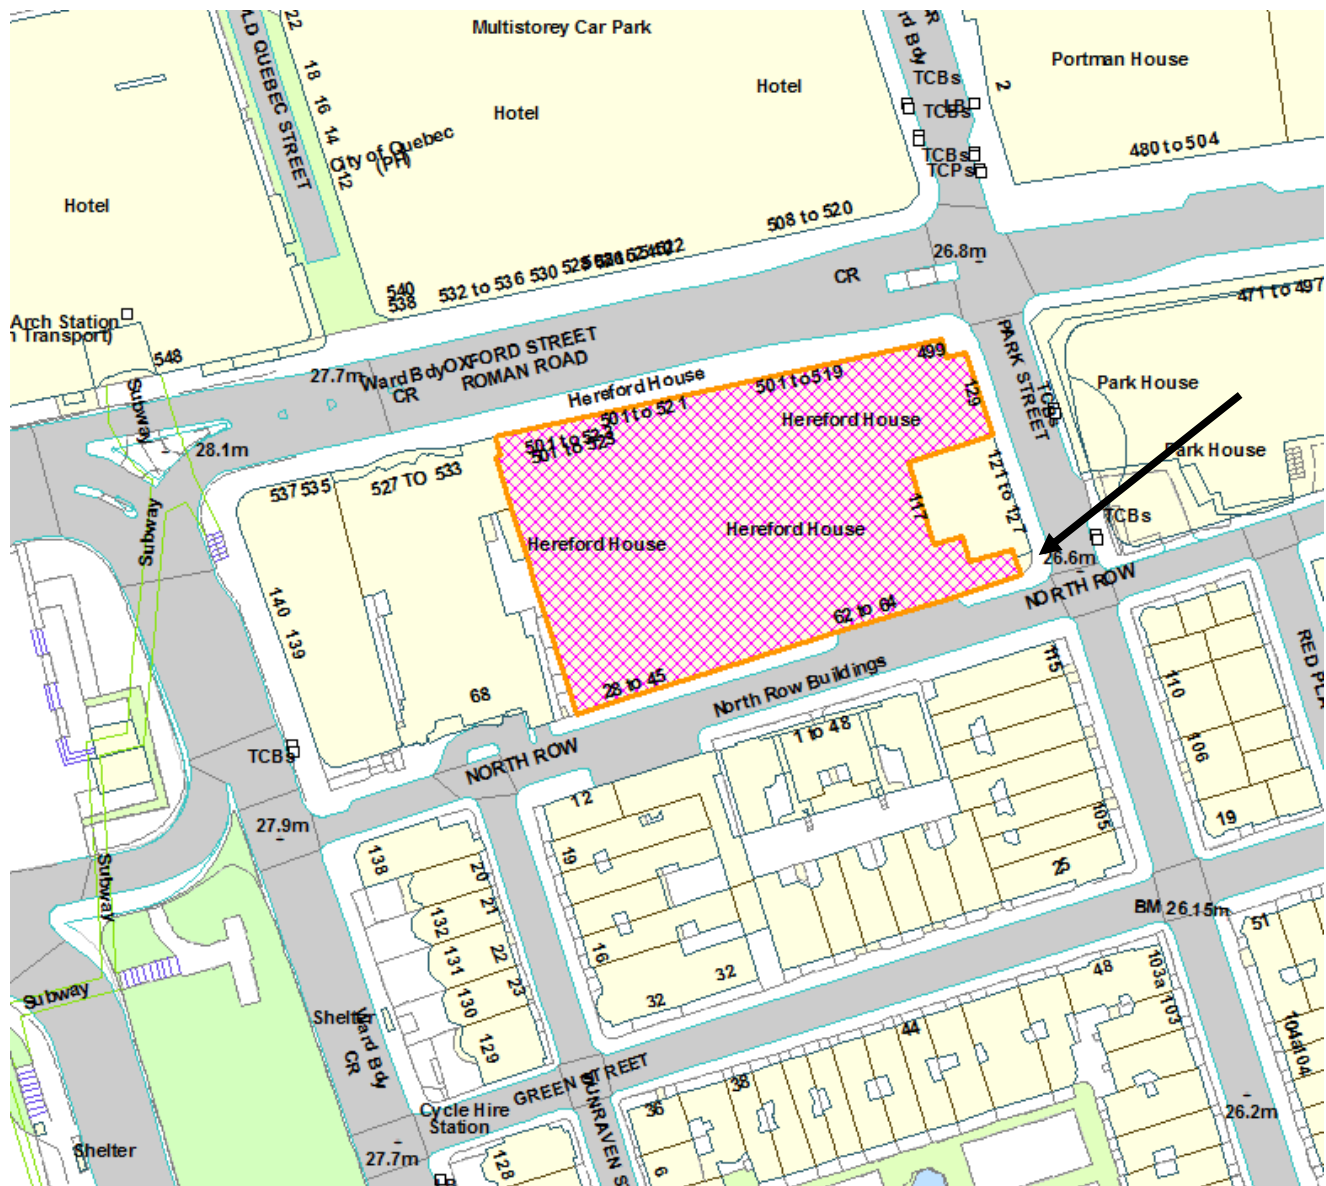 Multistorey Car Park
Hotel
Hotel
Portman House
2
480 to 504
TCBs
LB
TCBs
TCBs
TCPs
22
18
16
14
12
City of Quebec
(PH)
Hotel
508 to 520
540
538
532 to 536
530
26.8m
CR
471 to 497
Arch Station
n Transport)
548
27.7m
Ward Bdy
CR
OXFORD STREET
ROMAN ROAD
Hereford House
499
501 to 519
501 to 521
501 to 523
129
PARK STREET
TCBs
Park House
Park House
Hereford House
Subway
28.1m
537
535
527 TO 533
121 to 127
117
TCBs
Hereford House
Hereford House
26.6m
NORTH ROW
Subway
140
139
62 to 64
28 to 45
68
North Row Buildings
1 to 48
115
110
106
TCBs
NORTH ROW
12
19
27.9m
138
20
21
132
131
22
23
130
129
16
32
32
105
25
19
BM 26.15m
51
Subway
Subway
Shelter
Ward Bdy
CR
GREEN STREET
44
48
103a
103
104a
104
38
36
6
26.2m
Cycle Hire
Station
27.7m
128
Shelter